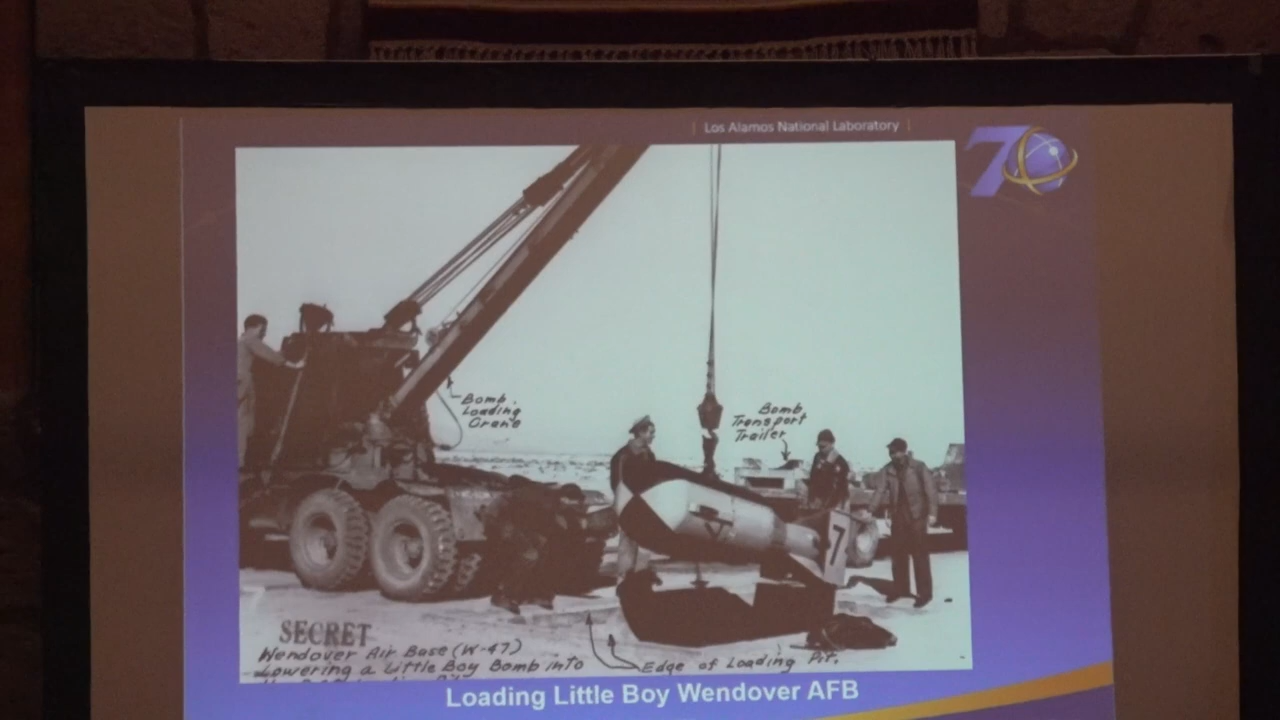 Los Alamos National Laboratory
70
Bomb
Loading
Crane
Bomb
Transport
Trailer
7
SECRET
Wendover Air Base (W-47)
Lowering a Little Boy Bomb into
Edge of Loading Pit.
Loading Little Boy Wendover AFB